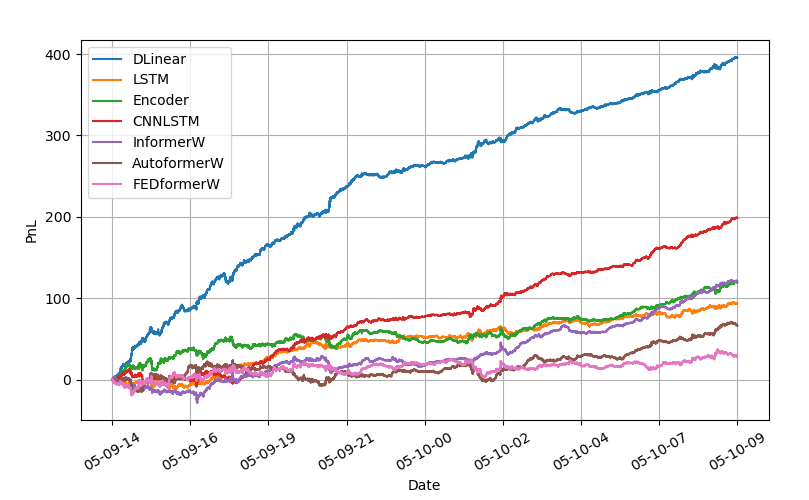 400
300
200
100
0
PnL
DLinear
LSTM
Encoder
CNNLSTM
InformerW
AutoformerW
FEDformerW
05-09-14
05-09-16
05-09-19
05-09-21
05-10-00
05-10-02
05-10-04
05-10-07
05-10-09
Date